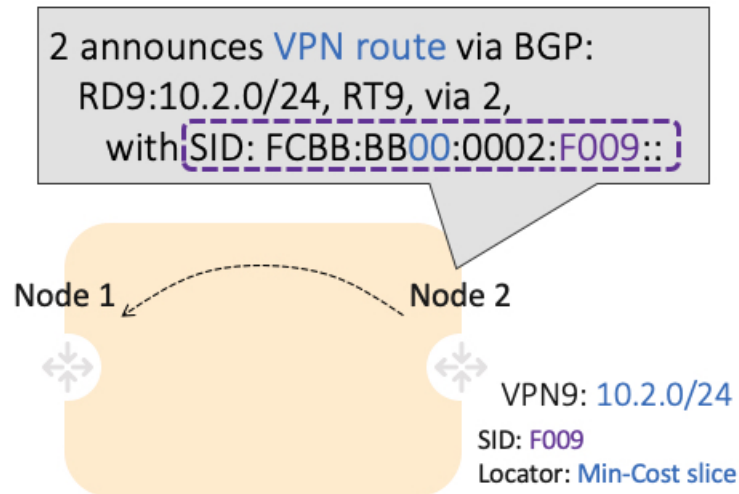 2 announces VPN route via BGP:
RD9:10.2.0/24, RT9, via 2,
with SID: FCBB:BB00:0002:F009::
Node 1
Node 2
VPN9: 10.2.0/24
SID: F009
Locator: Min-Cost slice